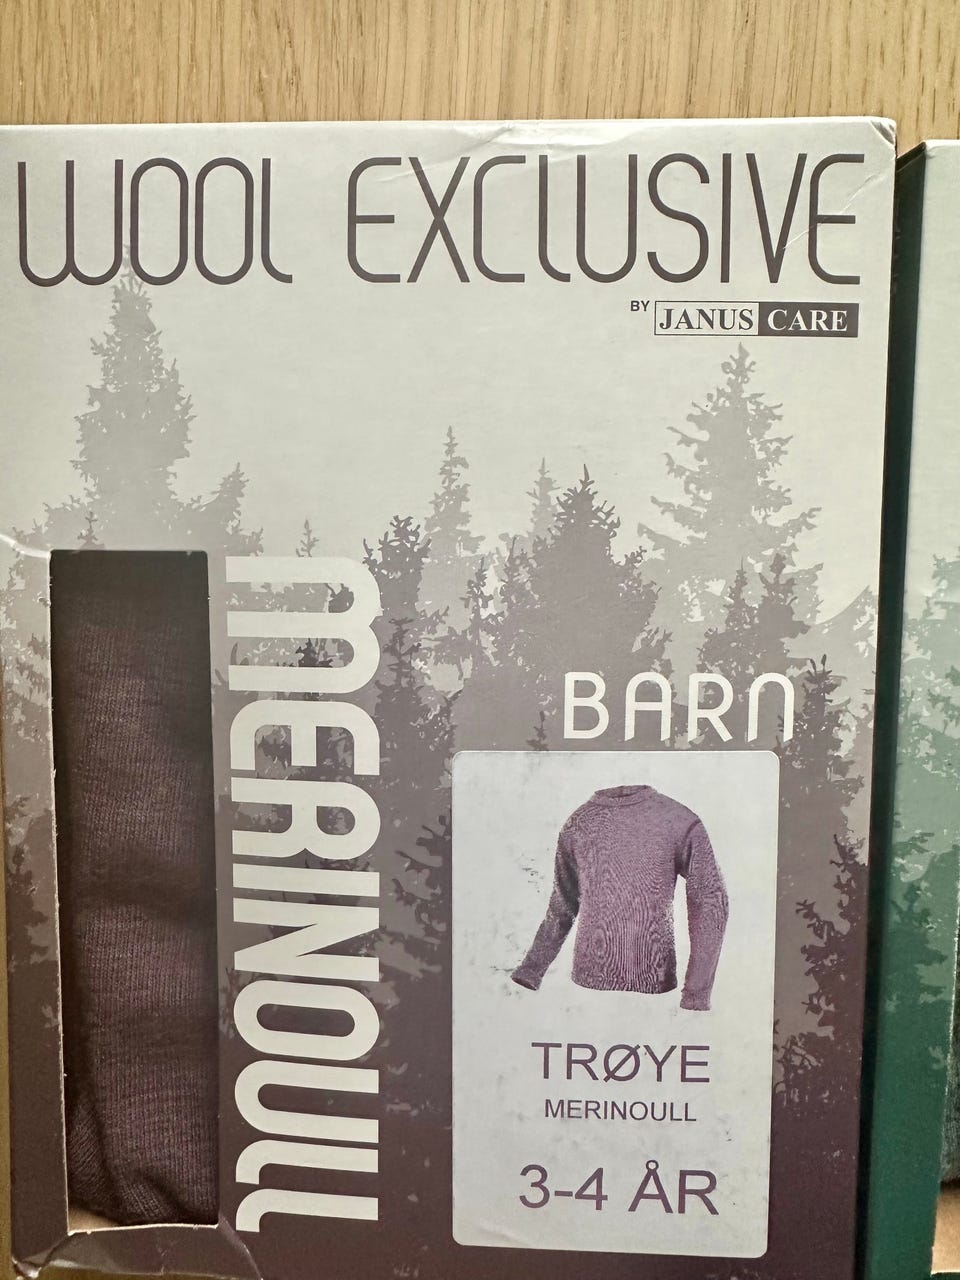 WOOL EXCLUSIVE
BY JANUS CARE
MERINOULL
BARN
TRØYE
MERINOULL
3-4 ÅR